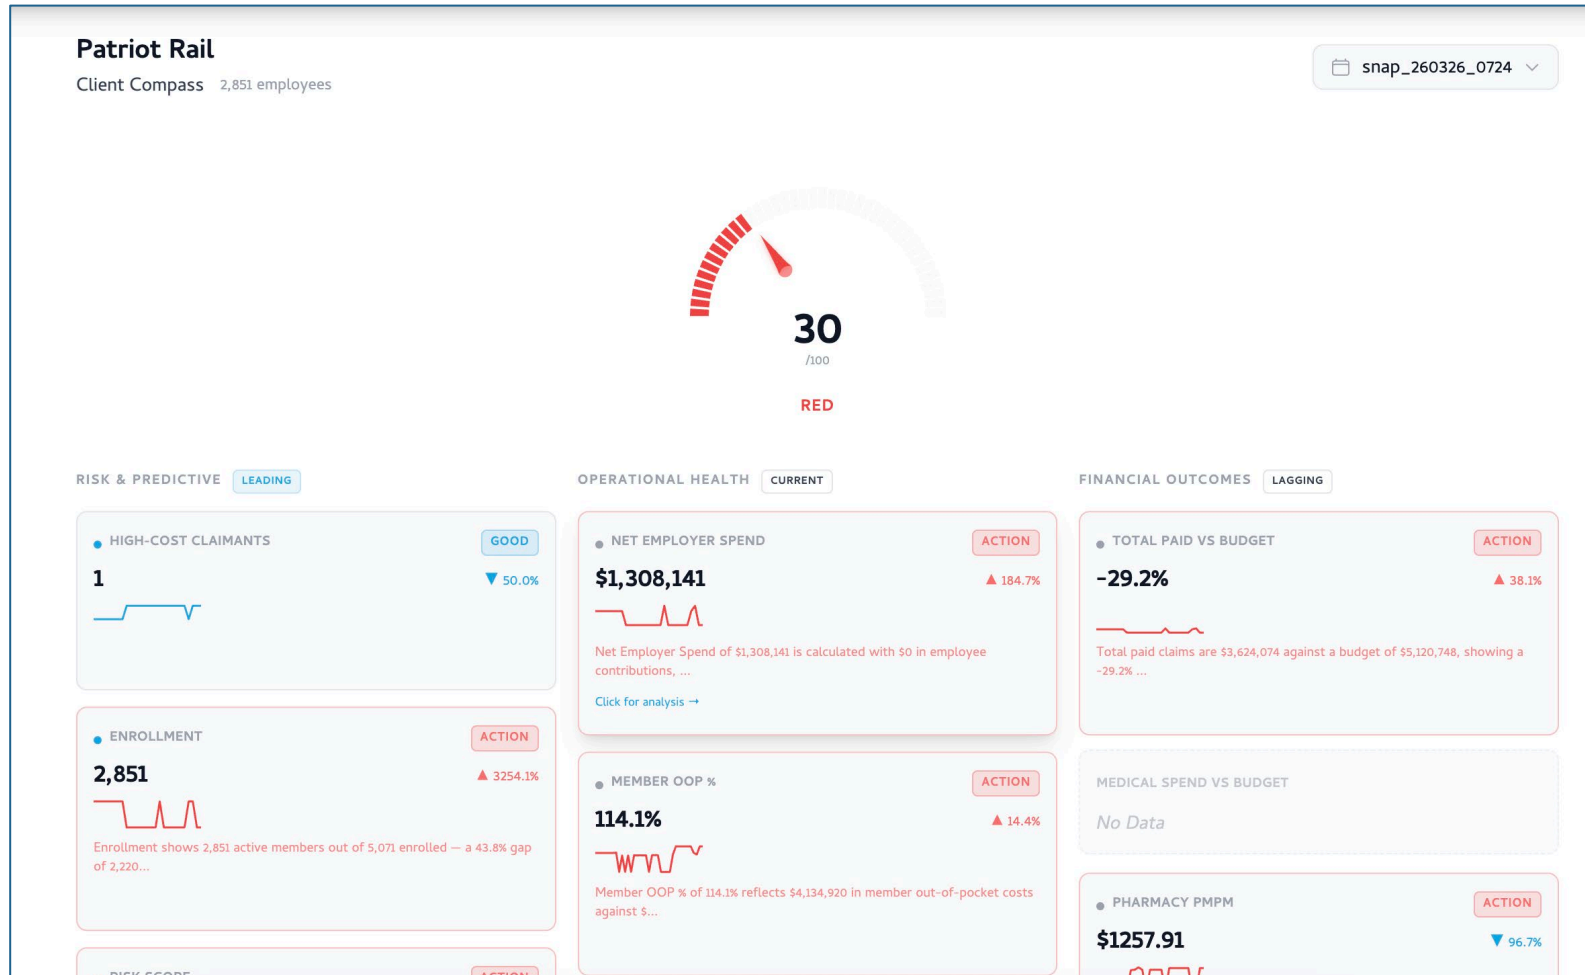 Patriot Rail
Client Compass 2,851 employees
snap_260326_0724
30
/100
RED
RISK & PREDICTIVE LEADING
HIGH-COST CLAIMANTS GOOD
1 ▼ 50.0%
ENROLLMENT ACTION
2,851 ▲ 3254.1%
Enrollment shows 2,851 active members out of 5,071 enrolled — a 43.8% gap
of 2,220...
RISK SCORE ACTION
OPERATIONAL HEALTH CURRENT
NET EMPLOYER SPEND ACTION
$1,308,141 ▲ 184.7%
Net Employer Spend of $1,308,141 is calculated with $0 in employee
contributions, ...
Click for analysis →
MEMBER OOP % ACTION
114.1% ▲ 14.4%
Member OOP % of 114.1% reflects $4,134,920 in member out-of-pocket costs
against $...
FINANCIAL OUTCOMES LAGGING
TOTAL PAID VS BUDGET ACTION
-29.2% ▲ 38.1%
Total paid claims are $3,624,074 against a budget of $5,120,748, showing a
-29.2% ...
MEDICAL SPEND VS BUDGET
No Data
PHARMACY PMPM ACTION
$1257.91 ▼ 96.7%